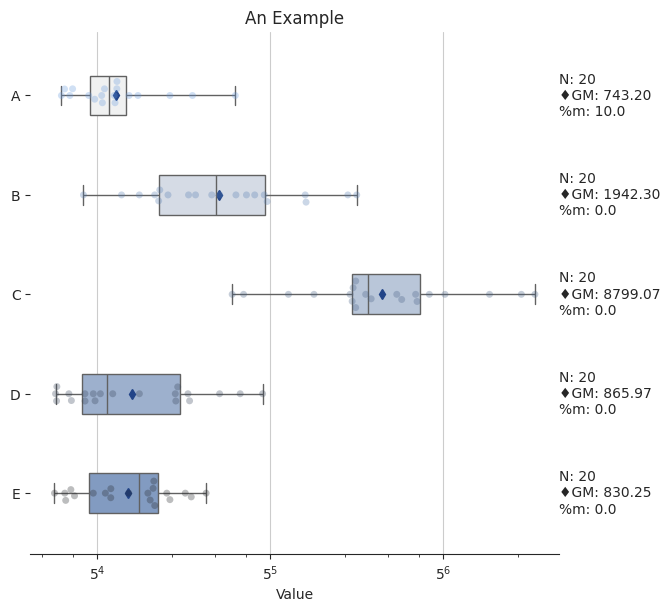 An Example
A
N: 20
♦GM: 743.20
%m: 10.0
B
N: 20
♦GM: 1942.30
%m: 0.0
C
N: 20
♦GM: 8799.07
%m: 0.0
D
N: 20
♦GM: 865.97
%m: 0.0
E
N: 20
♦GM: 830.25
%m: 0.0
5⁴ 5⁵ 5⁶
Value